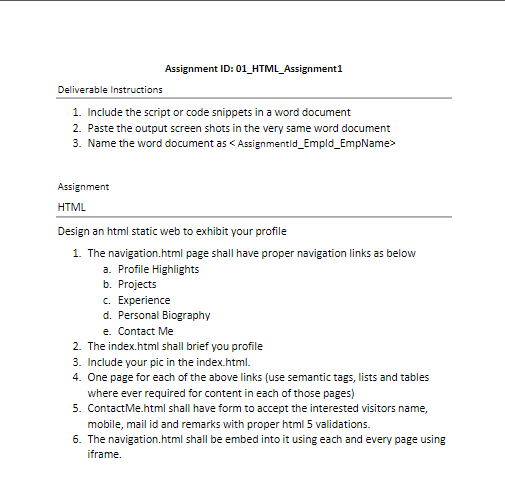 Assignment ID: 01_HTML_Assignment1
Deliverable Instructions
1. Include the script or code snippets in a word document
2. Paste the output screen shots in the very same word document
3. Name the word document as < AssignmentId_EmpId_EmpName>
Assignment
HTML
Design an html static web to exhibit your profile
1. The navigation.html page shall have proper navigation links as below
a. Profile Highlights
b. Projects
c. Experience
d. Personal Biography
e. Contact Me
2. The index.html shall brief you profile
3. Include your pic in the index.html.
4. One page for each of the above links (use semantic tags, lists and tables
where ever required for content in each of those pages)
5. ContactMe.html shall have form to accept the interested visitors name,
mobile, mail id and remarks with proper html 5 validations.
6. The navigation.html shall be embed into it using each and every page using
iframe.